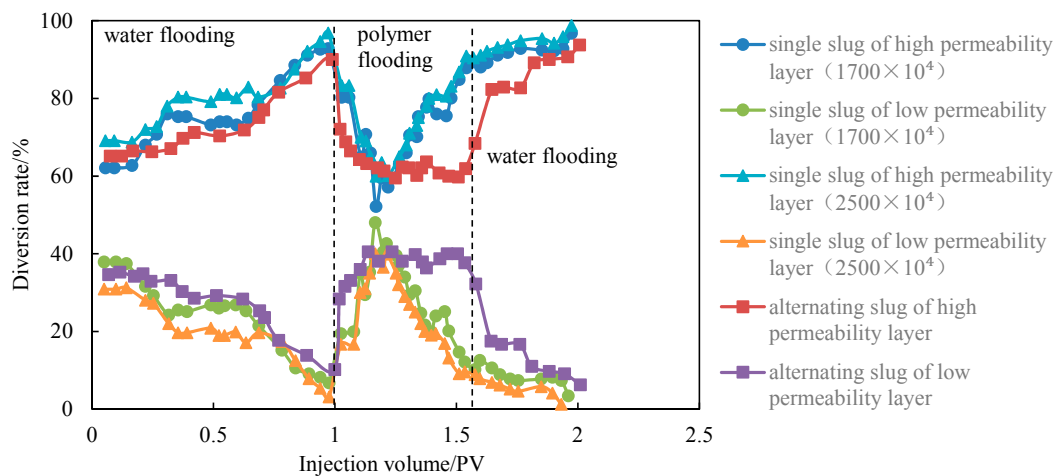 100
80
60
40
20
0
Diversion rate/%
water flooding
polymer
flooding
water flooding
0
0.5
1
1.5
2
2.5
Injection volume/PV
single slug of high permeability
layer（1700×10⁴）
single slug of low permeability
layer（1700×10⁴）
single slug of high permeability
layer（2500×10⁴）
single slug of low permeability
layer（2500×10⁴）
alternating slug of high
permeability layer
alternating slug of low
permeability layer